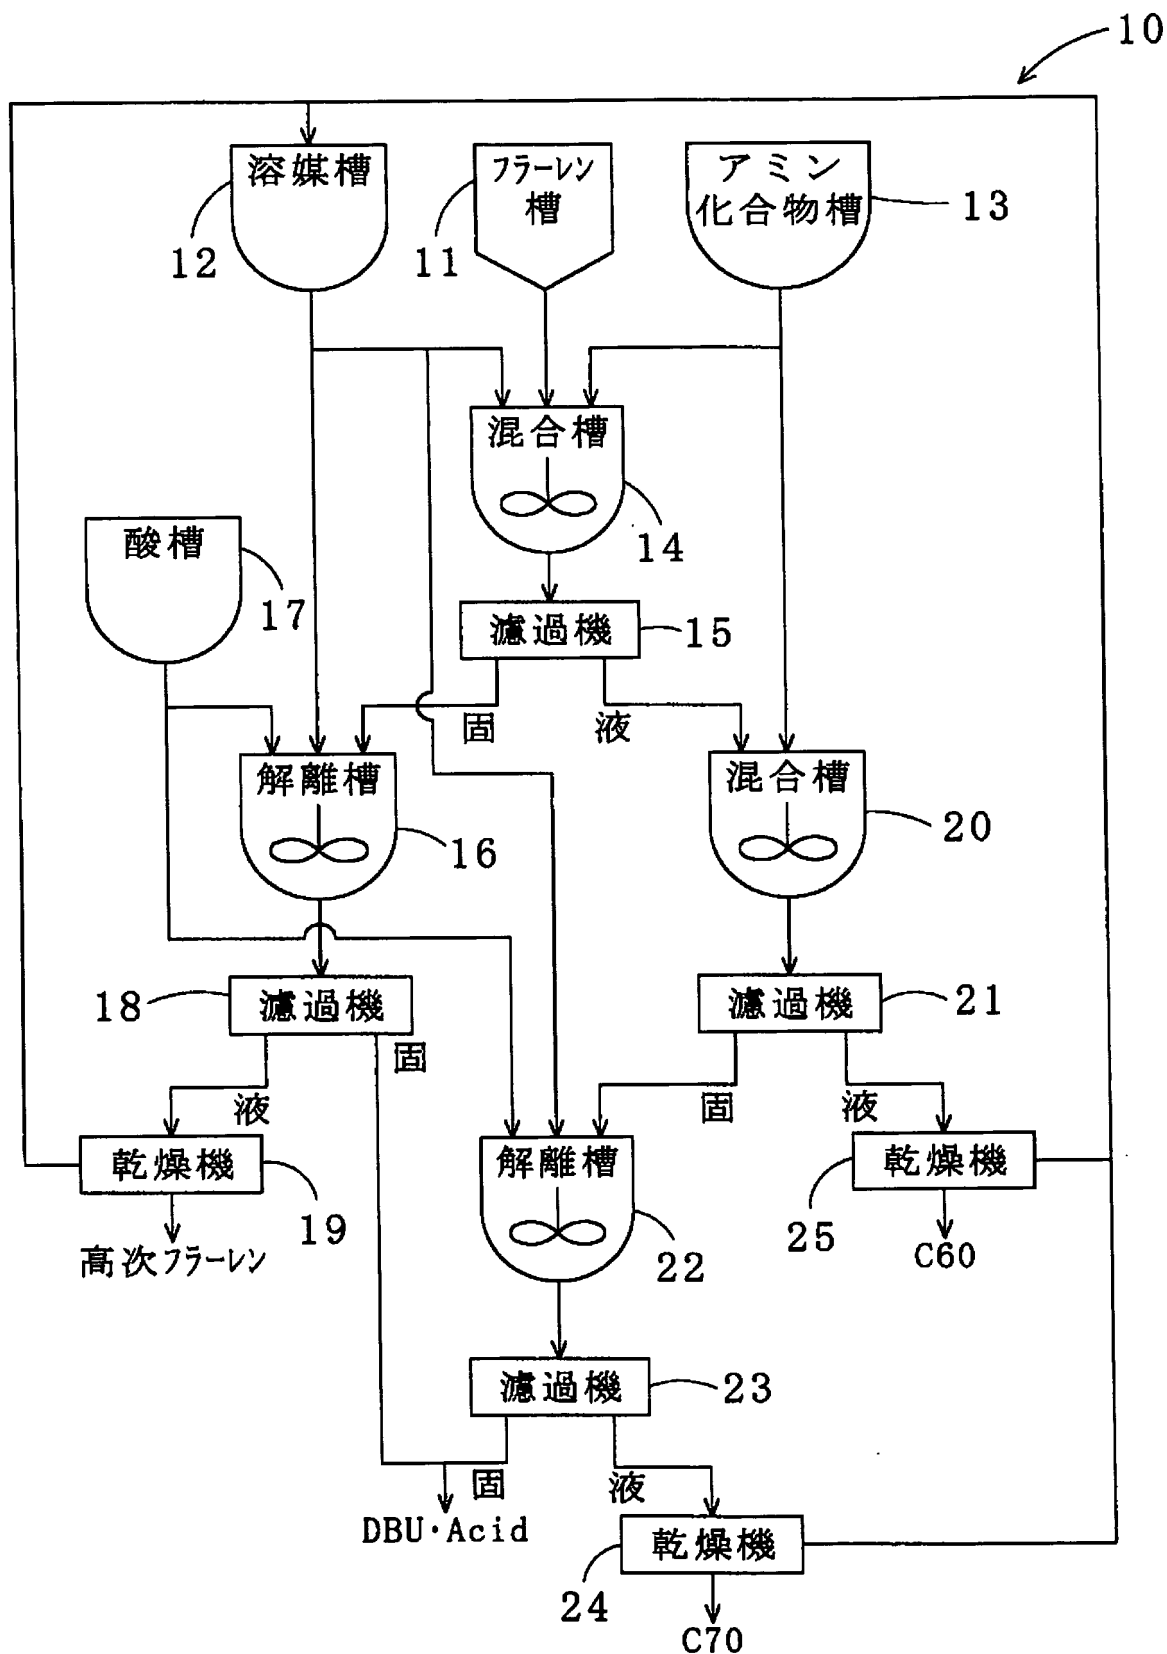 10
溶媒槽
フラーレン
槽
アミン
化合物槽
12
11
13
混合槽
14
酸槽
17
濾過機
15
固
液
解離槽
16
混合槽
20
18
濾過機
固
液
濾過機
21
固
液
乾燥機
19
高次フラーレン
解離槽
22
乾燥機
25
C60
濾過機
23
固
液
DBU・Acid
乾燥機
24
C70